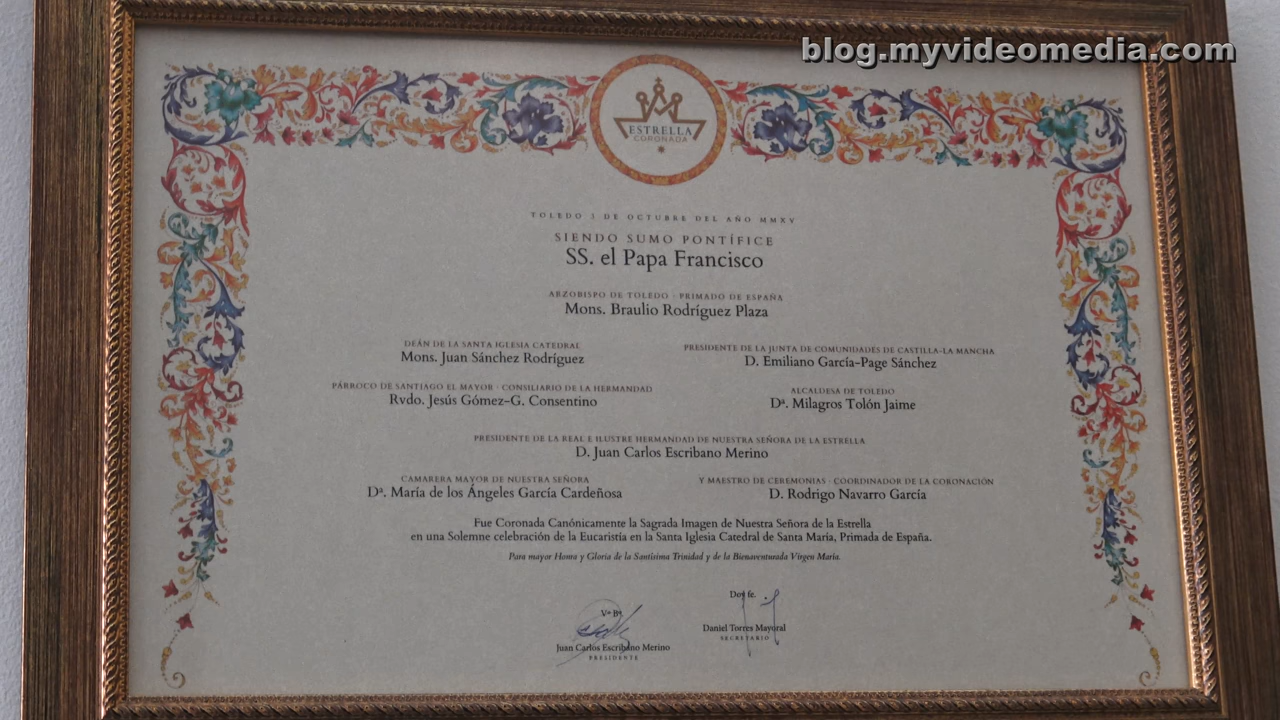 blog.myvideomedia.com
ESTRELLA
CORONADA
TOLEDO 3 DE OCTUBRE DEL AÑO MMXV
SIENDO SUMO PONTÍFICE
SS. el Papa Francisco
ARZOBISPO DE TOLEDO · PRIMADO DE ESPAÑA
Mons. Braulio Rodríguez Plaza
DEÁN DE LA SANTA IGLESIA CATEDRAL
Mons. Juan Sánchez Rodríguez
PRESIDENTE DE LA JUNTA DE COMUNIDADES DE CASTILLA-LA MANCHA
D. Emiliano García-Page Sánchez
PÁRROCO DE SANTIAGO EL MAYOR · CONSILIARIO DE LA HERMANDAD
Rvdo. Jesús Gómez-G. Consentino
ALCALDESA DE TOLEDO
Dª. Milagros Tolón Jaime
PRESIDENTE DE LA REAL E ILUSTRE HERMANDAD DE NUESTRA SEÑORA DE LA ESTRELLA
D. Juan Carlos Escribano Merino
CAMARERA MAYOR DE NUESTRA SEÑORA
Dª. María de los Ángeles García Cardeñosa
Y MAESTRO DE CEREMONIAS · COORDINADOR DE LA CORONACIÓN
D. Rodrigo Navarro García
Fue Coronada Canónicamente la Sagrada Imagen de Nuestra Señora de la Estrella
en una Solemne celebración de la Eucaristía en la Santa Iglesia Catedral de Santa María, Primada de España.
Para mayor Honra y Gloria de la Santísima Trinidad y de la Bienaventurada Virgen María.
Vº Bº
Juan Carlos Escribano Merino
PRESIDENTE
Doy fe.
Daniel Torres Mayoral
SECRETARIO